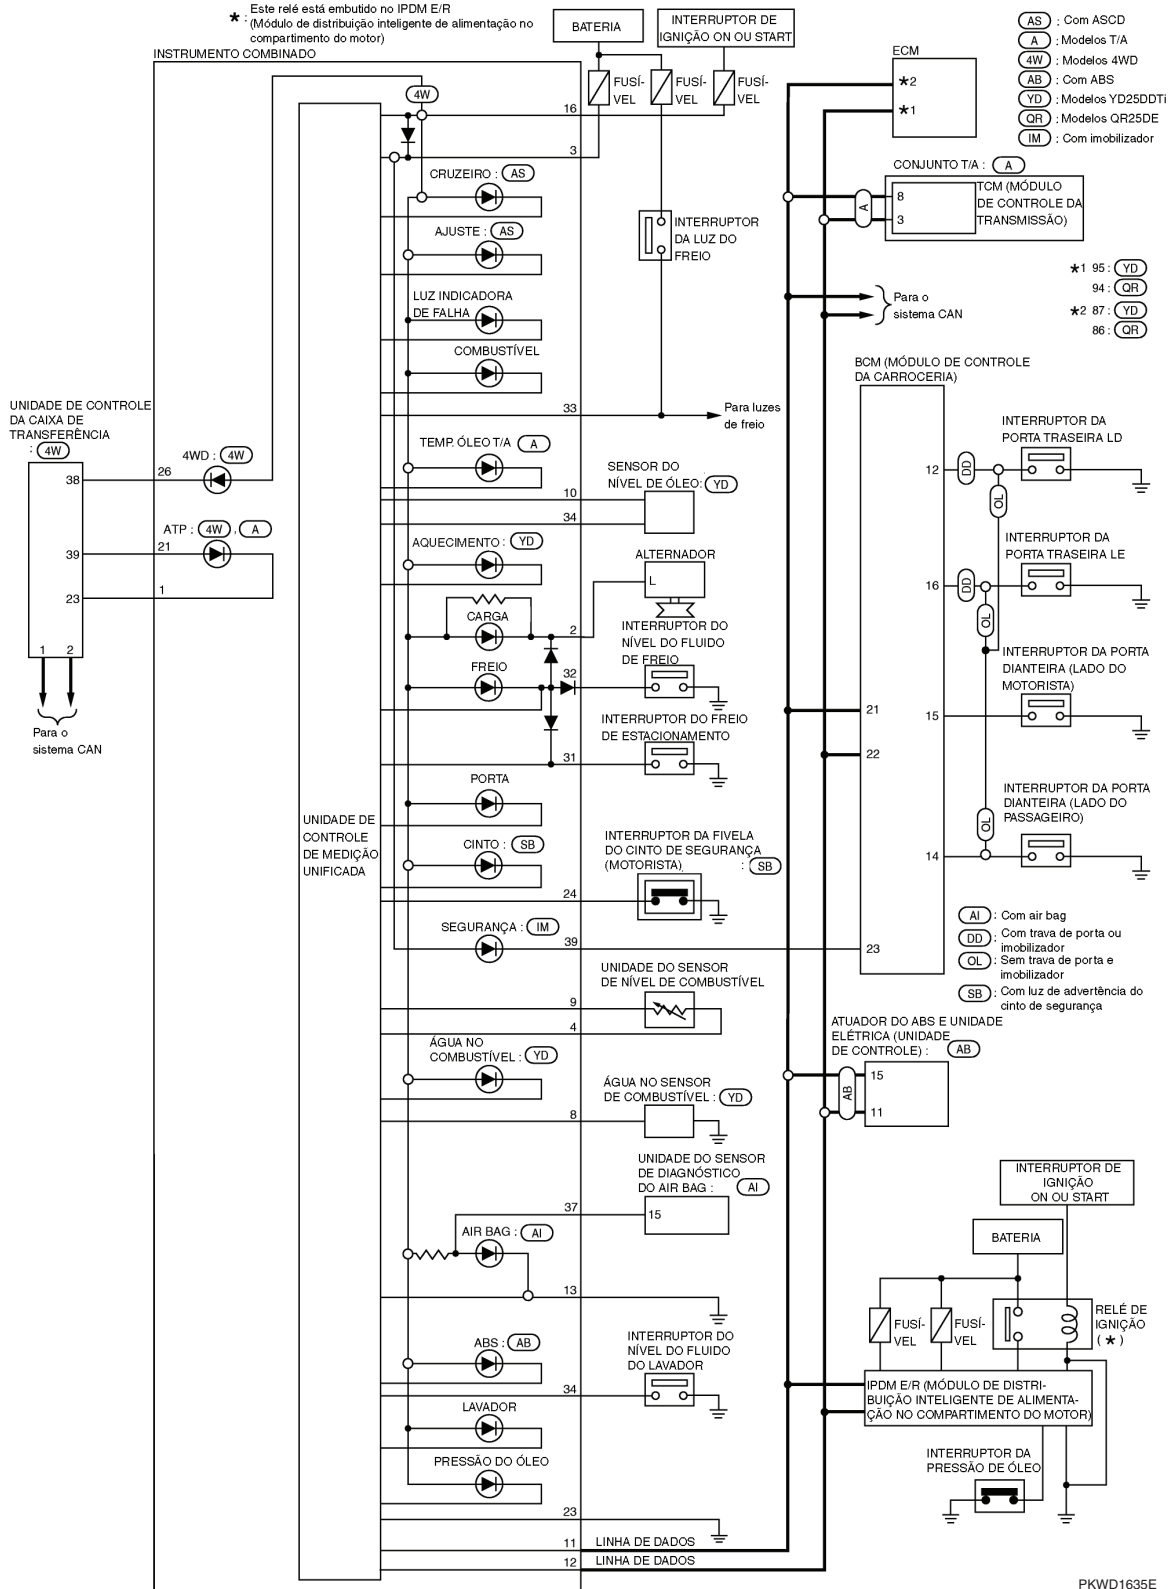 Este relé está embutido no IPDM E/R
* : (Módulo de distribuição inteligente de alimentação no
compartimento do motor)
INSTRUMENTO COMBINADO
BATERIA
INTERRUPTOR DE
IGNIÇÃO ON OU START
FUSÍ-
VEL
FUSÍ-
VEL
FUSÍ-
VEL
ECM
*2
*1
AS : Com ASCD
A : Modelos T/A
4W : Modelos 4WD
AB : Com ABS
YD : Modelos YD25DDTi
QR : Modelos QR25DE
IM : Com imobilizador
4W
16
3
CRUZEIRO : AS
AJUSTE : AS
LUZ INDICADORA
DE FALHA
COMBUSTÍVEL
INTERRUPTOR
DA LUZ DO
FREIO
33
Para luzes
de freio
CONJUNTO T/A : A
A
8
3
TCM (MÓDULO
DE CONTROLE DA
TRANSMISSÃO)
*1 95 : YD
94 : QR
*2 87 : YD
86 : QR
Para o
sistema CAN
UNIDADE DE CONTROLE
DA CAIXA DE
TRANSFERÊNCIA
: 4W
38
39
23
1 2
Para o
sistema CAN
4WD : 4W
26
ATP : 4W , A
21
1
TEMP. ÓLEO T/A A
10
34
SENSOR DO
NÍVEL DE ÓLEO: YD
AQUECIMENTO : YD
ALTERNADOR
L
CARGA
2
FREIO
32
INTERRUPTOR DO
NÍVEL DO FLUIDO
DE FREIO
INTERRUPTOR DO FREIO
DE ESTACIONAMENTO
31
PORTA
UNIDADE DE
CONTROLE
DE MEDIÇÃO
UNIFICADA
CINTO : SB
24
INTERRUPTOR DA FIVELA
DO CINTO DE SEGURANÇA
(MOTORISTA) : SB
SEGURANÇA : IM
39
UNIDADE DO SENSOR
DE NÍVEL DE COMBUSTÍVEL
9
4
ÁGUA NO
COMBUSTÍVEL : YD
ÁGUA NO SENSOR
DE COMBUSTÍVEL : YD
8
UNIDADE DO SENSOR
DE DIAGNÓSTICO
DO AIR BAG : AI
37
15
AIR BAG : AI
13
ABS : AB
34
INTERRUPTOR DO
NÍVEL DO FLUIDO
DO LAVADOR
LAVADOR
PRESSÃO DO ÓLEO
23
11 LINHA DE DADOS
12 LINHA DE DADOS
BCM (MÓDULO DE CONTROLE
DA CARROCERIA)
12
16
21
15
22
14
23
DD
OL
DD
OL
OL
INTERRUPTOR DA
PORTA TRASEIRA LD
INTERRUPTOR DA
PORTA TRASEIRA LE
INTERRUPTOR DA PORTA
DIANTEIRA (LADO DO
MOTORISTA)
INTERRUPTOR DA PORTA
DIANTEIRA (LADO DO
PASSAGEIRO)
AI : Com air bag
DD : Com trava de porta ou
imobilizador
OL : Sem trava de porta e
imobilizador
SB : Com luz de advertência do
cinto de segurança
ATUADOR DO ABS E UNIDADE
ELÉTRICA (UNIDADE
DE CONTROLE) : AB
AB
15
11
INTERRUPTOR DE
IGNIÇÃO
ON OU START
BATERIA
FUSÍ-
VEL
FUSÍ-
VEL
RELÉ DE
IGNIÇÃO
( * )
IPDM E/R (MÓDULO DE DISTRI-
BUIÇÃO INTELIGENTE DE ALIMENTA-
ÇÃO NO COMPARTIMENTO DO MOTOR)
INTERRUPTOR DA
PRESSÃO DE ÓLEO
PKWD1635E